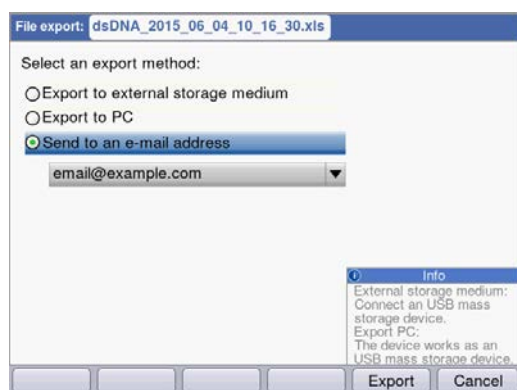 File export: dsDNA_2015_06_04_10_16_30.xls
Select an export method:
Export to external storage medium
Export to PC
Send to an e-mail address
email@example.com
Info
External storage medium:
Connect an USB mass
storage device.
Export PC:
The device works as an
USB mass storage device.
Export
Cancel